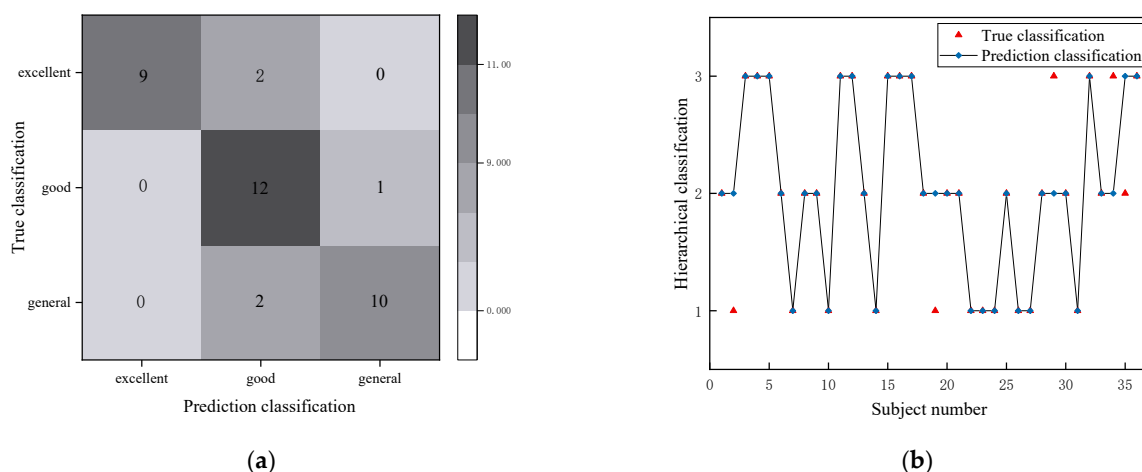 excellent
good
general
True classification
9
2
0
0
12
1
0
2
10
excellent
good
general
Prediction classification
11.00
9.000
0.000
(a)
True classification
Prediction classification
Hierarchical classification
3
2
1
0
5
10
15
20
25
30
35
Subject number
(b)